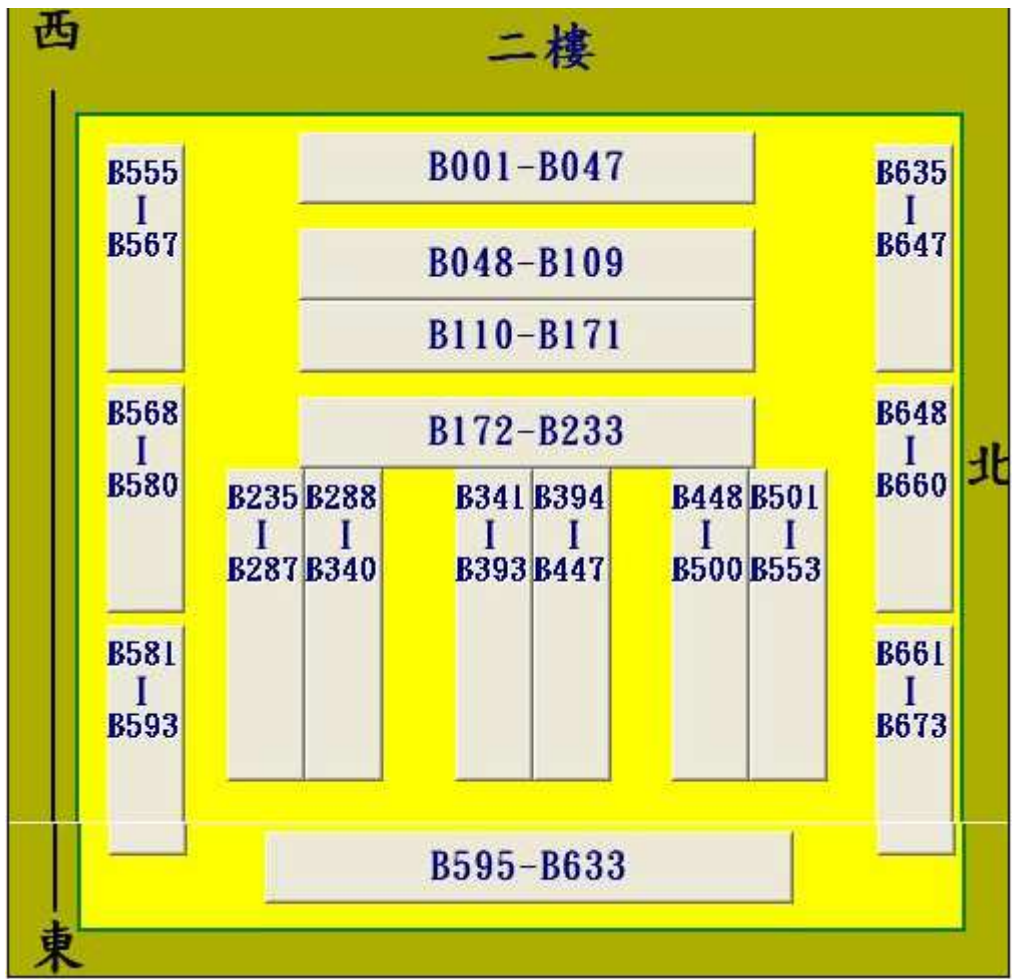 西
二樓
B001-B047
B555
I
B567
B635
I
B647
B048-B109
B110-B171
B172-B233
B568
I
B580
B648
I
B660
北
B235
I
B287
B288
I
B340
B341
I
B393
B394
I
B447
B448
I
B500
B501
I
B553
B581
I
B593
B661
I
B673
B595-B633
東